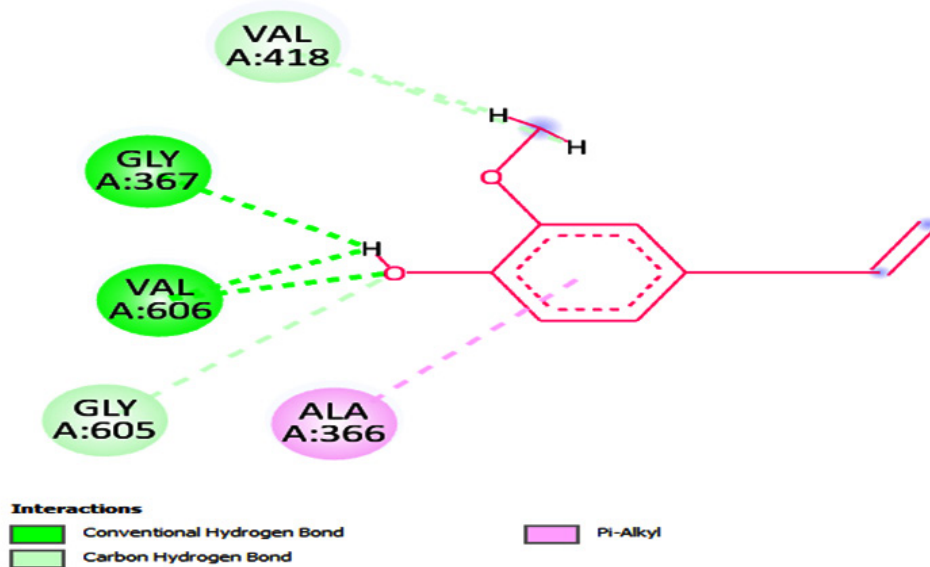 VAL
A:418
H
H
GLY
A:367
O
H
O
VAL
A:606
GLY
A:605
ALA
A:366
Interactions
Conventional Hydrogen Bond
Carbon Hydrogen Bond
Pi-Alkyl